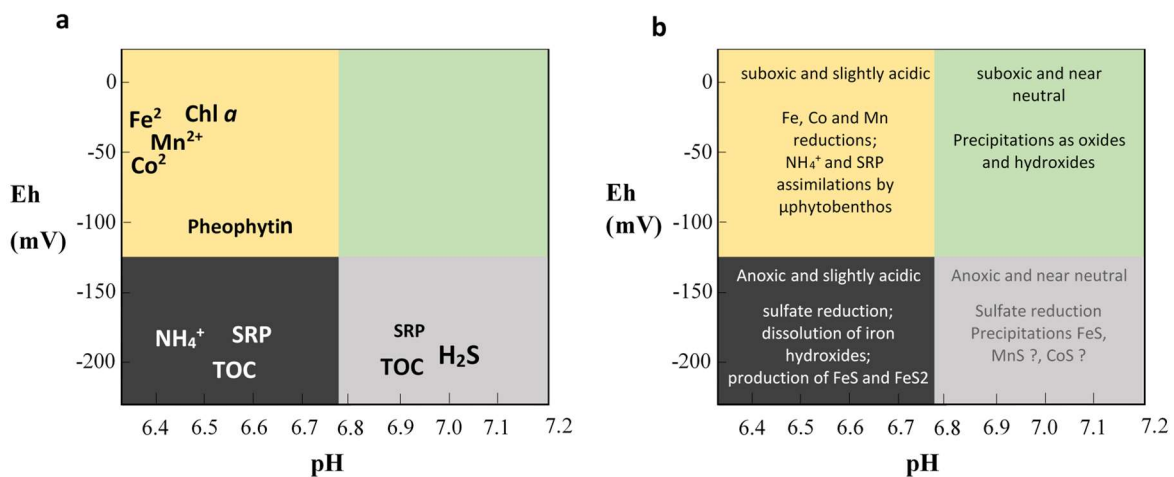 a
0
-50
-100
-150
-200
Eh
(mV)
Fe²
Chl a
Mn²⁺
Co²
Pheophytin
NH₄⁺
SRP
TOC
SRP
TOC
H₂S
6.4
6.5
6.6
6.7
6.8
6.9
7.0
7.1
7.2
pH
b
0
-50
-100
-150
-200
Eh
(mV)
suboxic and slightly acidic
Fe, Co and Mn
reductions;
NH₄⁺ and SRP
assimilations by
μphytobenthos
suboxic and near
neutral
Precipitations as oxides
and hydroxides
Anoxic and slightly acidic
sulfate reduction;
dissolution of iron
hydroxides;
production of FeS and FeS2
Anoxic and near neutral
Sulfate reduction
Precipitations FeS,
MnS ?, CoS ?
6.4
6.5
6.6
6.7
6.8
6.9
7.0
7.1
7.2
pH